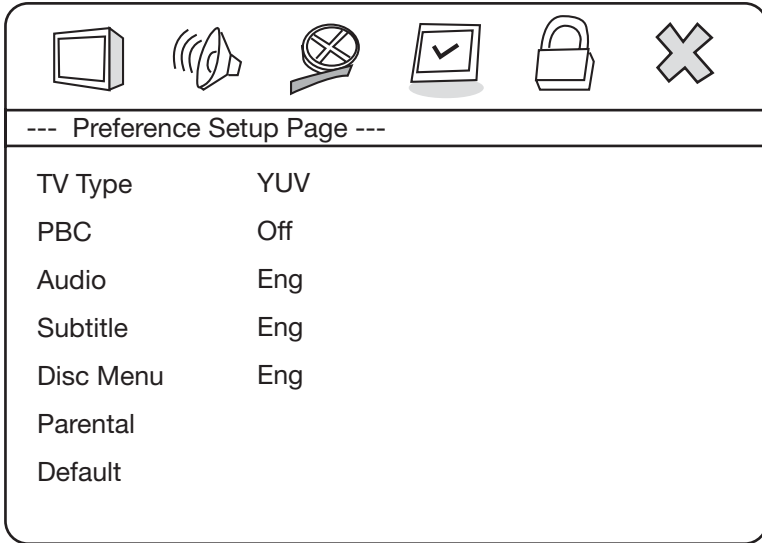 --- Preference Setup Page ---
TV Type YUV
PBC Off
Audio Eng
Subtitle Eng
Disc Menu Eng
Parental
Default